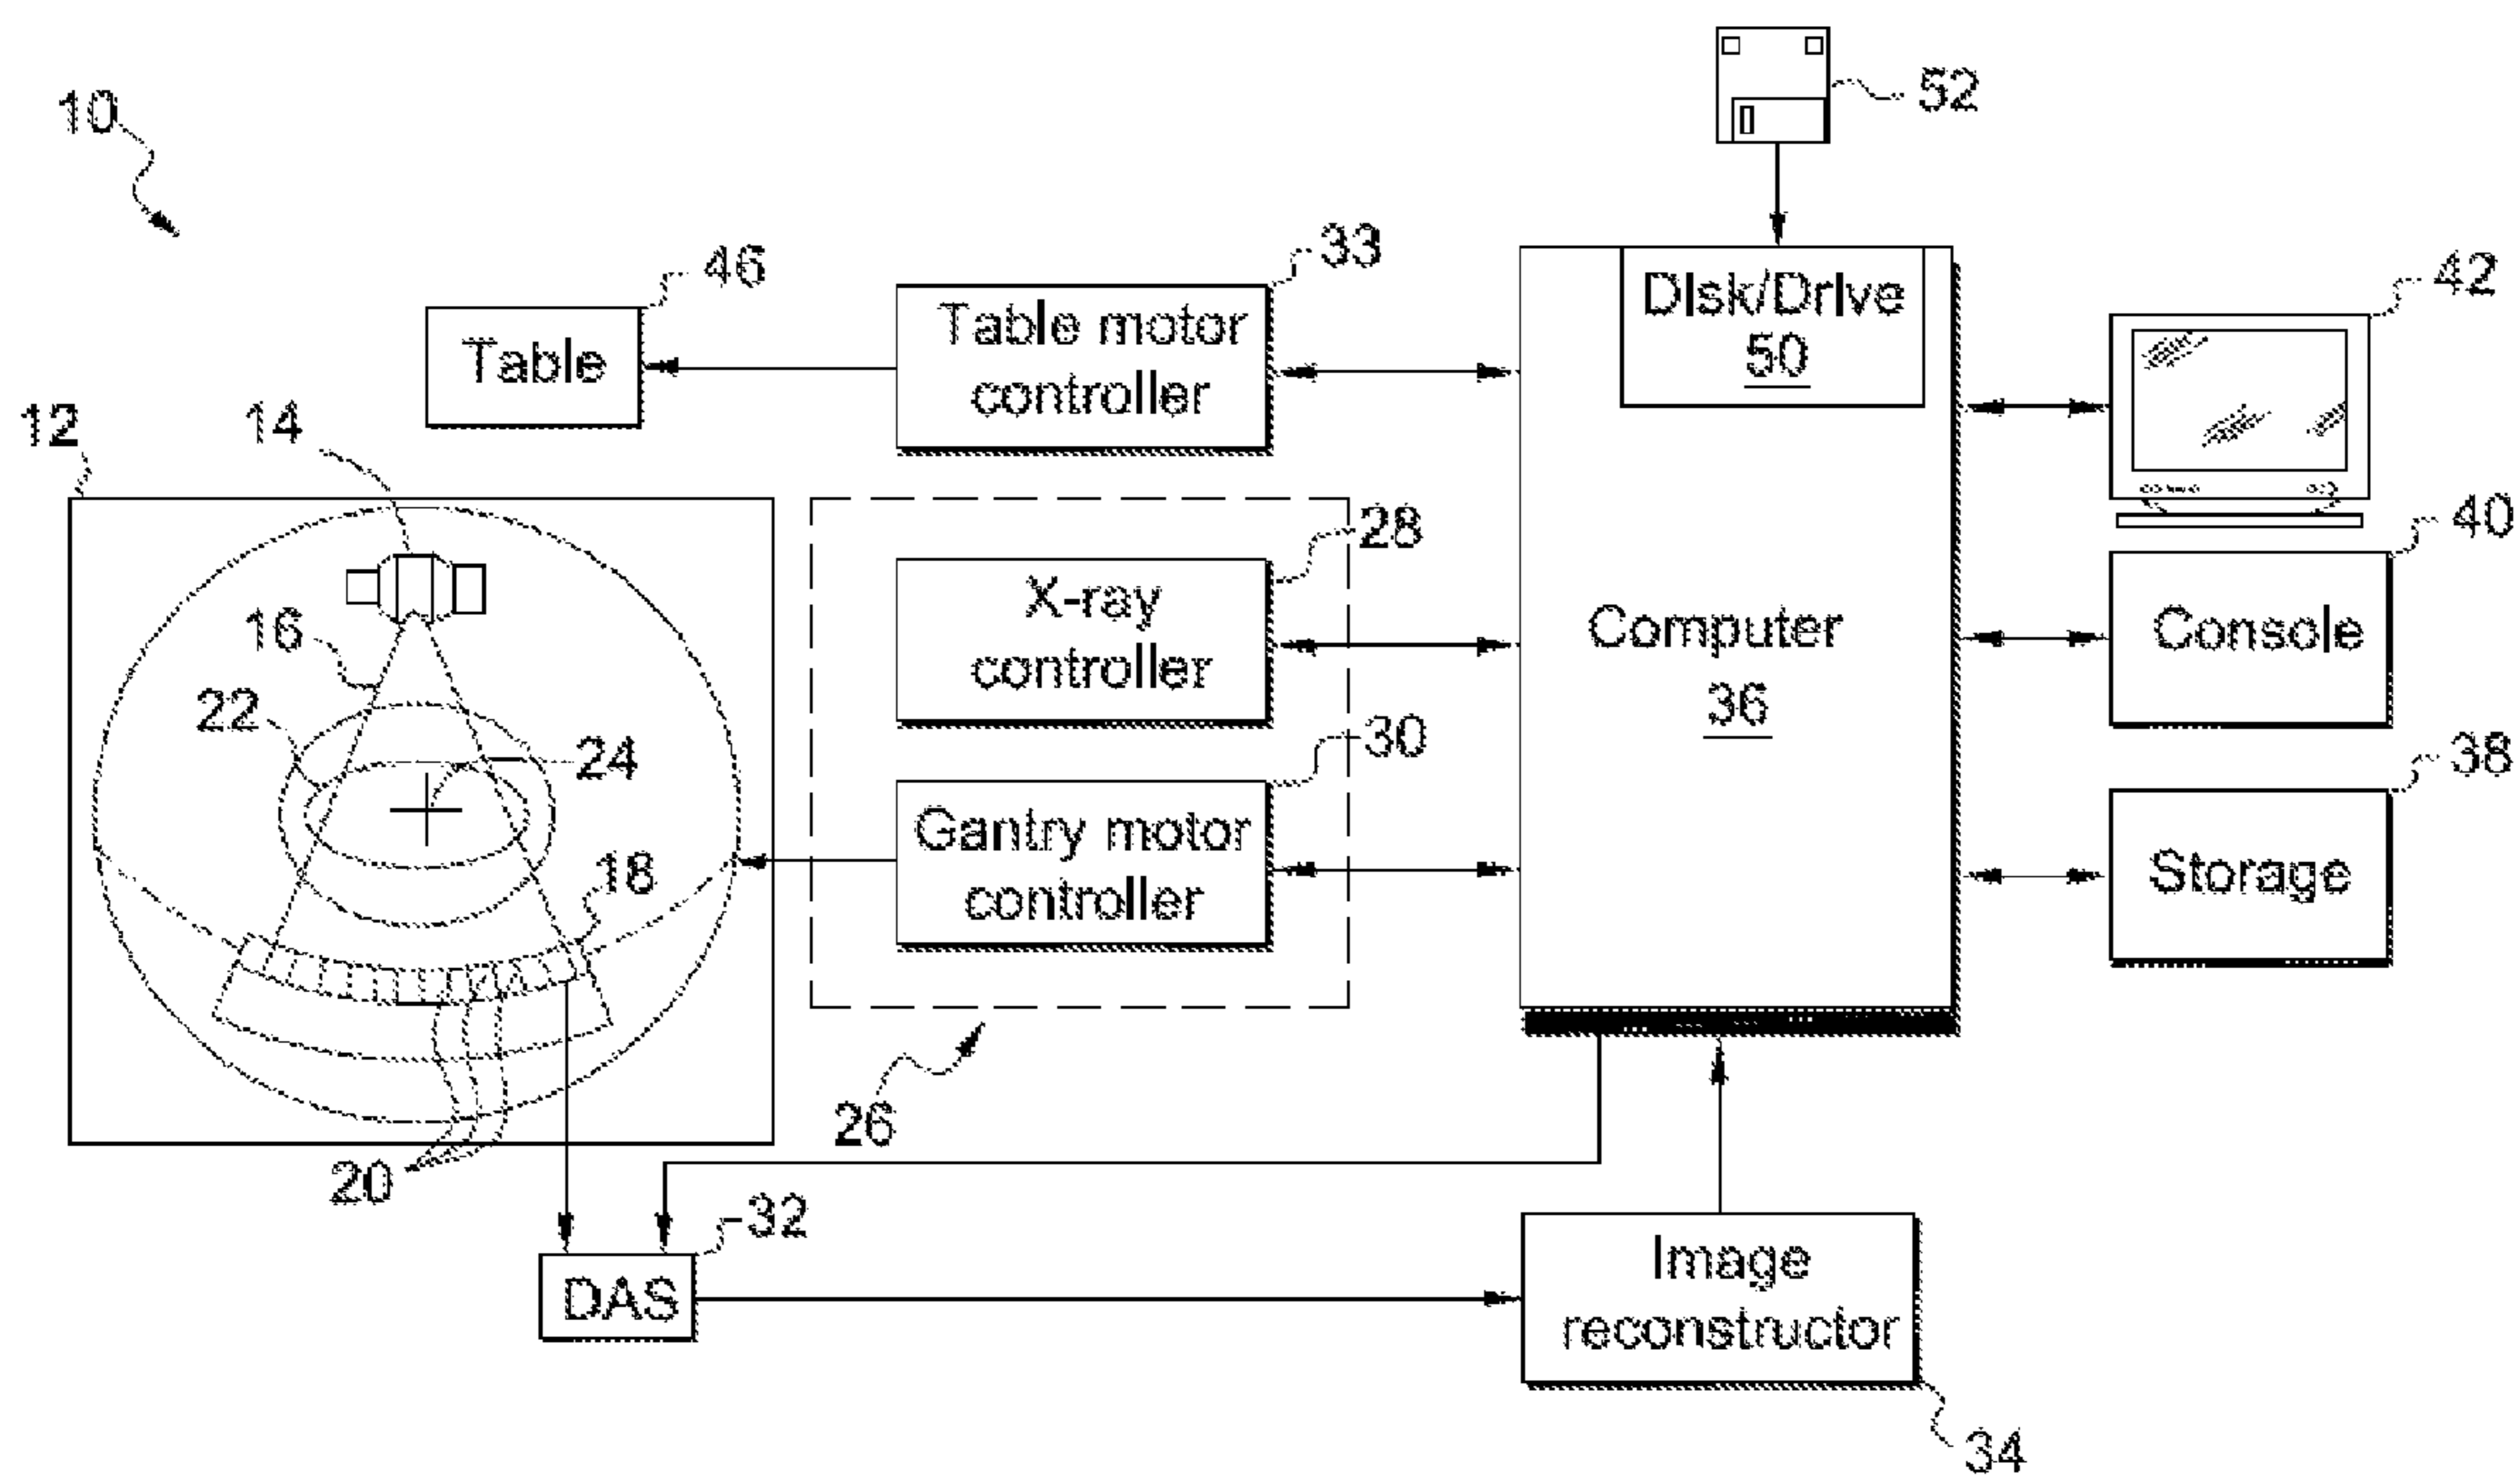 10
52
46
33
42
Table
Table motor
controller
Disk/Drive
50
12
14
28
40
X-ray
controller
Computer
36
Console
16
22
24
30
38
Gantry motor
controller
18
Storage
26
20
32
DAS
Image
reconstructor
34